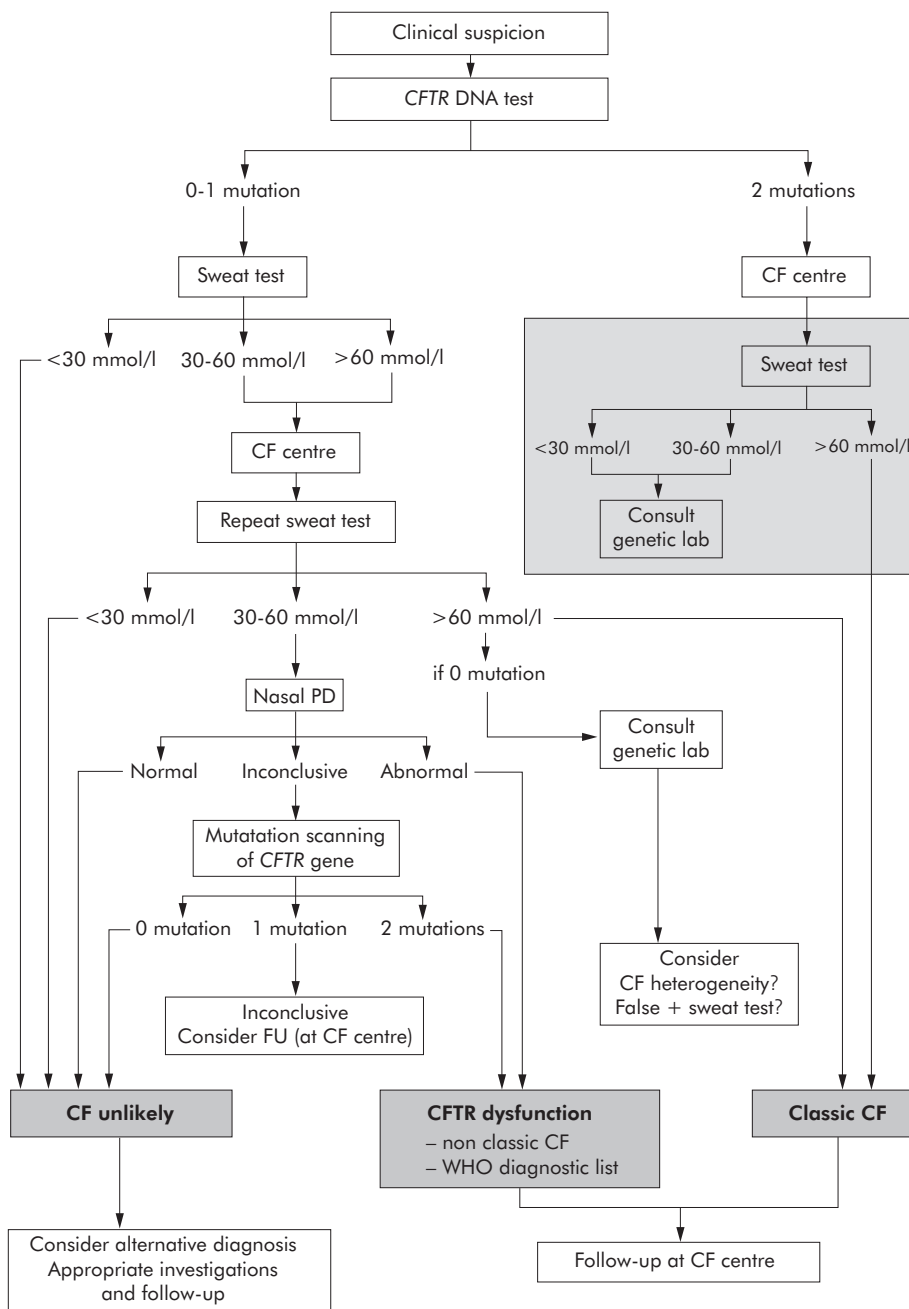 Clinical suspicion
CFTR DNA test
0-1 mutation
2 mutations
Sweat test
CF centre
<30 mmol/l
30-60 mmol/l
>60 mmol/l
Sweat test
<30 mmol/l
30-60 mmol/l
>60 mmol/l
CF centre
Consult
genetic lab
Repeat sweat test
<30 mmol/l
30-60 mmol/l
>60 mmol/l
if 0 mutation
Nasal PD
Consult
genetic lab
Normal
Inconclusive
Abnormal
Mutatation scanning
of CFTR gene
0 mutation
1 mutation
2 mutations
Consider
CF heterogeneity?
False + sweat test?
Inconclusive
Consider FU (at CF centre)
CF unlikely
CFTR dysfunction
– non classic CF
– WHO diagnostic list
Classic CF
Consider alternative diagnosis
Appropriate investigations
and follow-up
Follow-up at CF centre